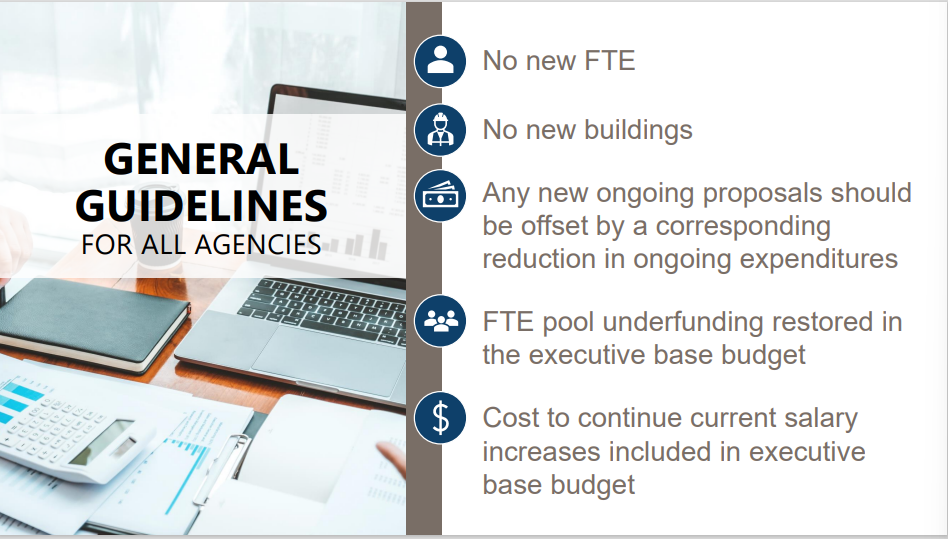 GENERAL
GUIDELINES
FOR ALL AGENCIES
No new FTE
No new buildings
Any new ongoing proposals should
be offset by a corresponding
reduction in ongoing expenditures
FTE pool underfunding restored in
the executive base budget
Cost to continue current salary
increases included in executive
base budget